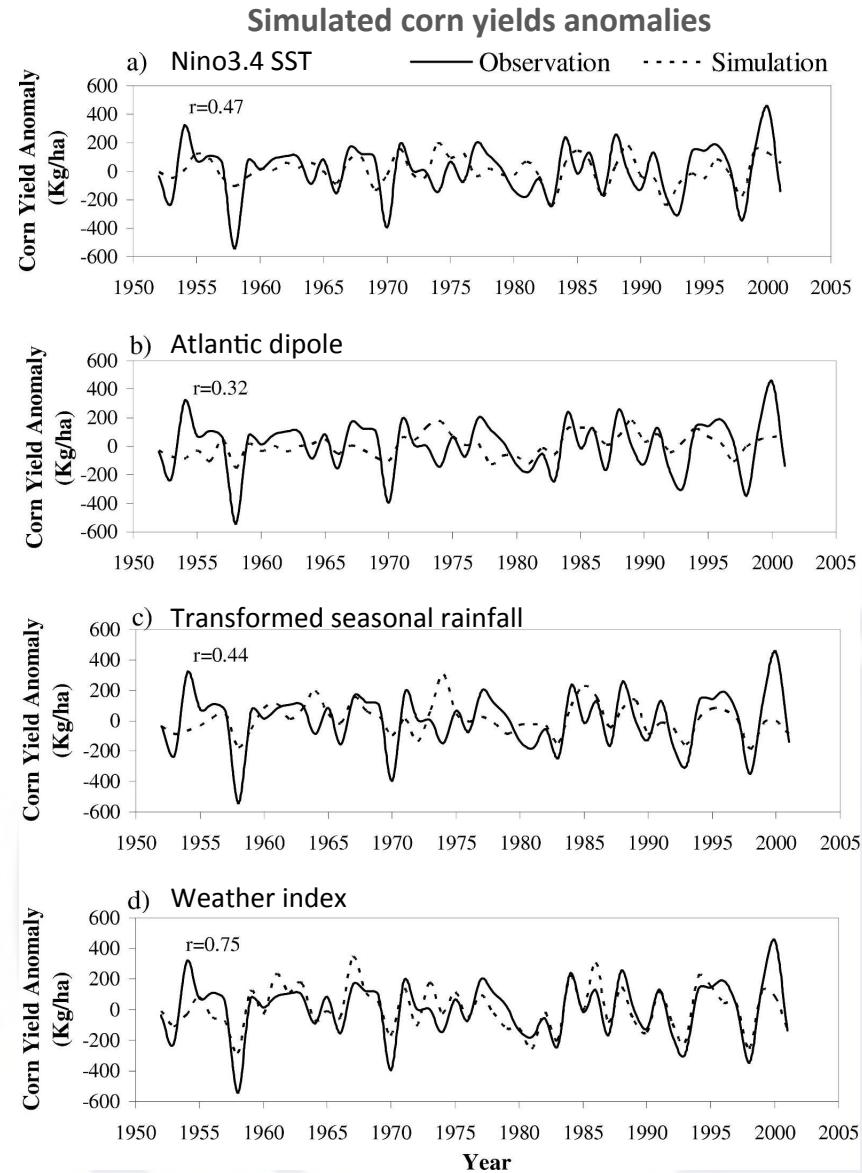 Simulated corn yields anomalies
a) Nino3.4 SST
Observation
Simulation
r=0.47
Corn Yield Anomaly
(Kg/ha)
600
400
200
0
-200
-400
-600
1950 1955 1960 1965 1970 1975 1980 1985 1990 1995 2000 2005
b) Atlantic dipole
r=0.32
Corn Yield Anomaly
(Kg/ha)
600
400
200
0
-200
-400
-600
1950 1955 1960 1965 1970 1975 1980 1985 1990 1995 2000 2005
c) Transformed seasonal rainfall
r=0.44
Corn Yield Anomaly
(Kg/ha)
600
400
200
0
-200
-400
-600
1950 1955 1960 1965 1970 1975 1980 1985 1990 1995 2000 2005
d) Weather index
r=0.75
Corn Yield Anomaly
(Kg/ha)
600
400
200
0
-200
-400
-600
1950 1955 1960 1965 1970 1975 1980 1985 1990 1995 2000 2005
Year